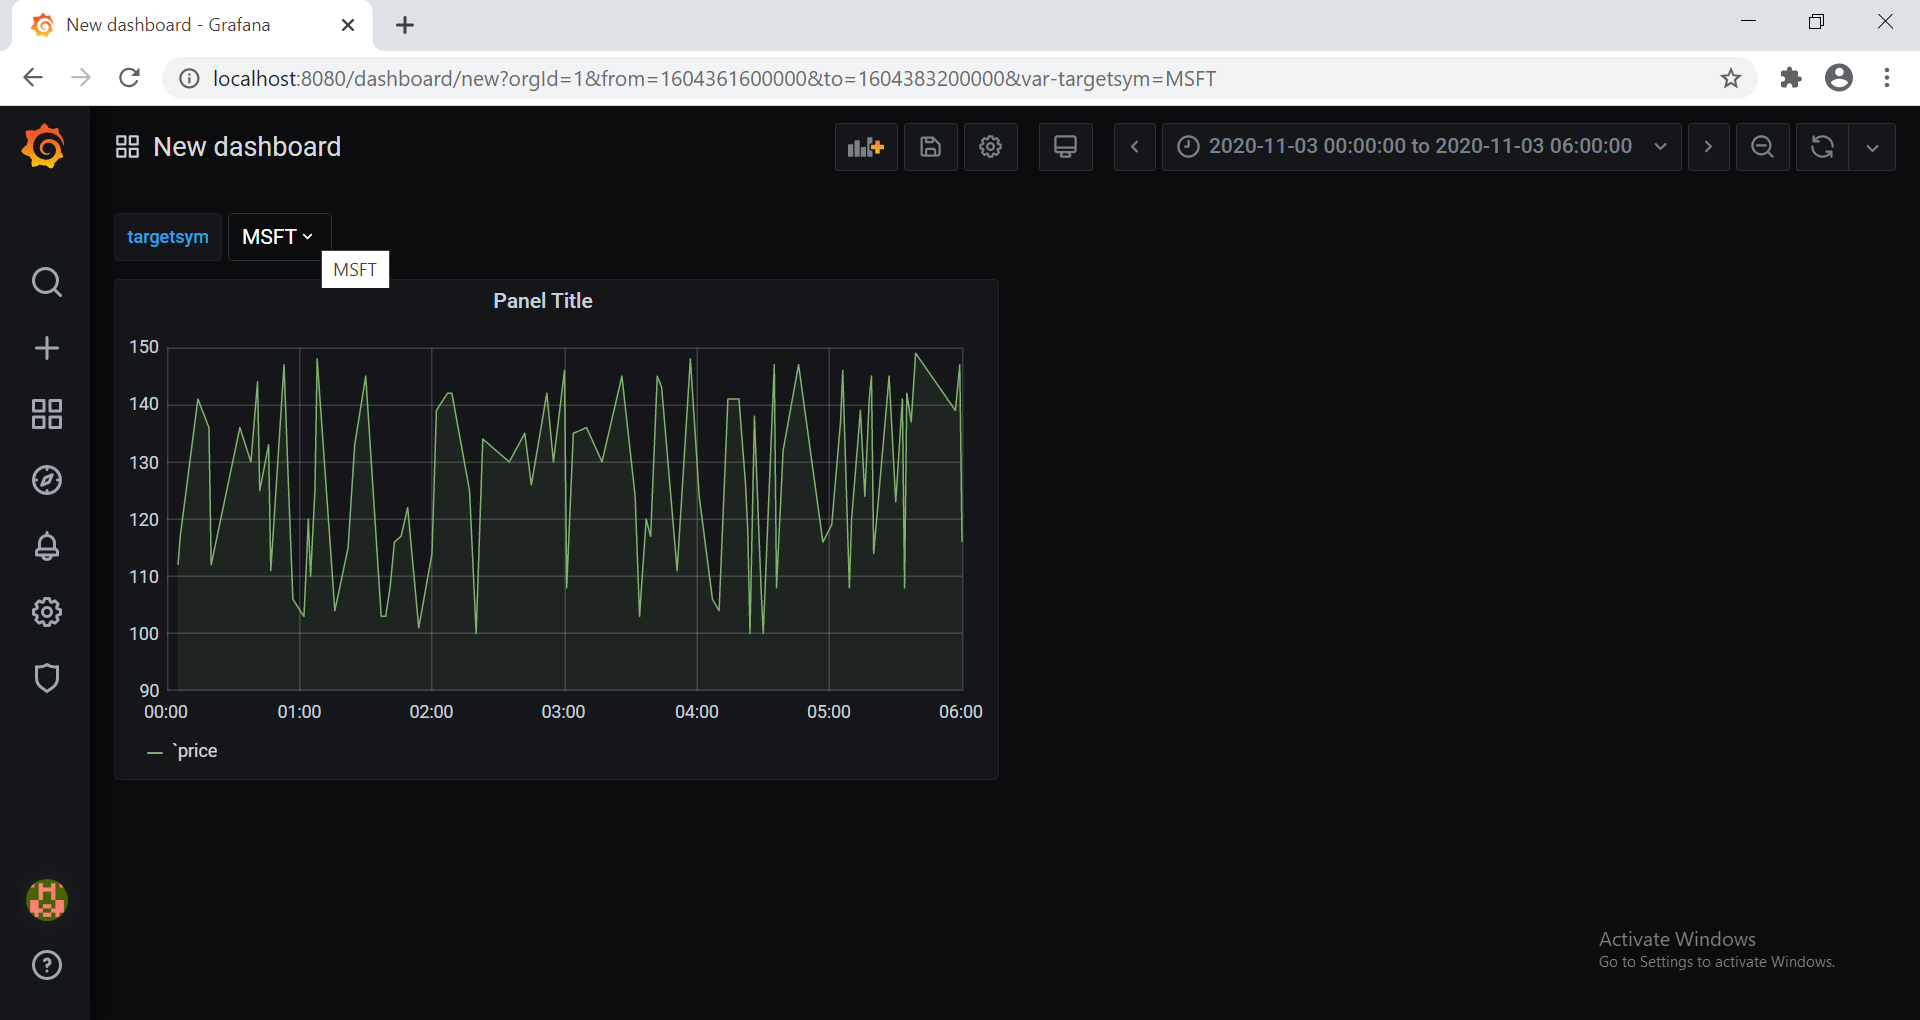 New dashboard - Grafana
localhost:8080/dashboard/new?orgId=1&from=1604361600000&to=1604383200000&var-targetsym=MSFT
New dashboard
2020-11-03 00:00:00 to 2020-11-03 06:00:00
targetsym MSFT
MSFT
Panel Title
150
140
130
120
110
100
90
00:00 01:00 02:00 03:00 04:00 05:00 06:00
`price
Activate Windows
Go to Settings to activate Windows.